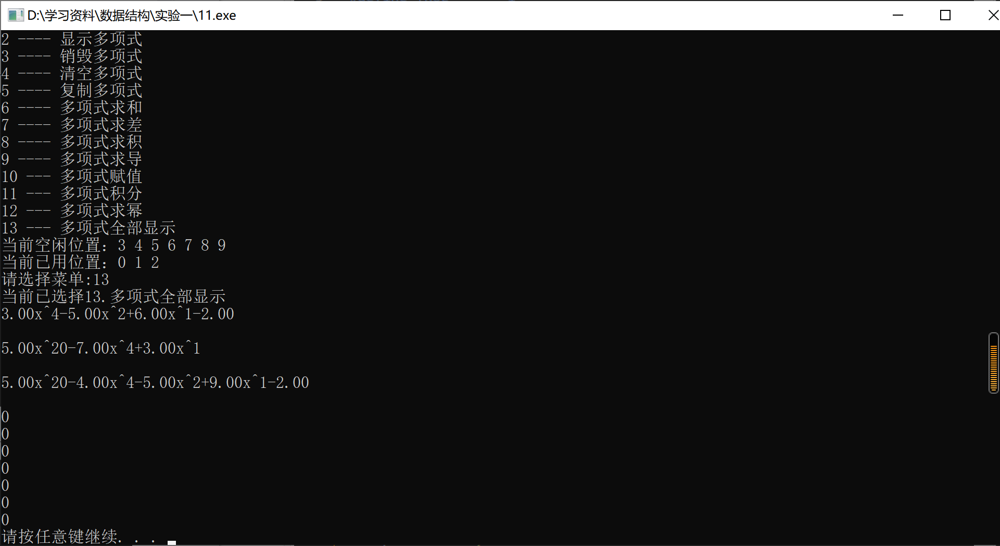 D:\学习资料\数据结构\实验一\11.exe
2 ---- 显示多项式
3 ---- 销毁多项式
4 ---- 清空多项式
5 ---- 复制多项式
6 ---- 多项式求和
7 ---- 多项式求差
8 ---- 多项式求积
9 ---- 多项式求导
10 --- 多项式赋值
11 --- 多项式积分
12 --- 多项式求幂
13 --- 多项式全部显示
当前空闲位置：3 4 5 6 7 8 9
当前已用位置：0 1 2
请选择菜单:13
当前已选择13.多项式全部显示
3.00x^4-5.00x^2+6.00x^1-2.00
5.00x^20-7.00x^4+3.00x^1
5.00x^20-4.00x^4-5.00x^2+9.00x^1-2.00
0
0
0
0
0
0
0
请按任意键继续. . .